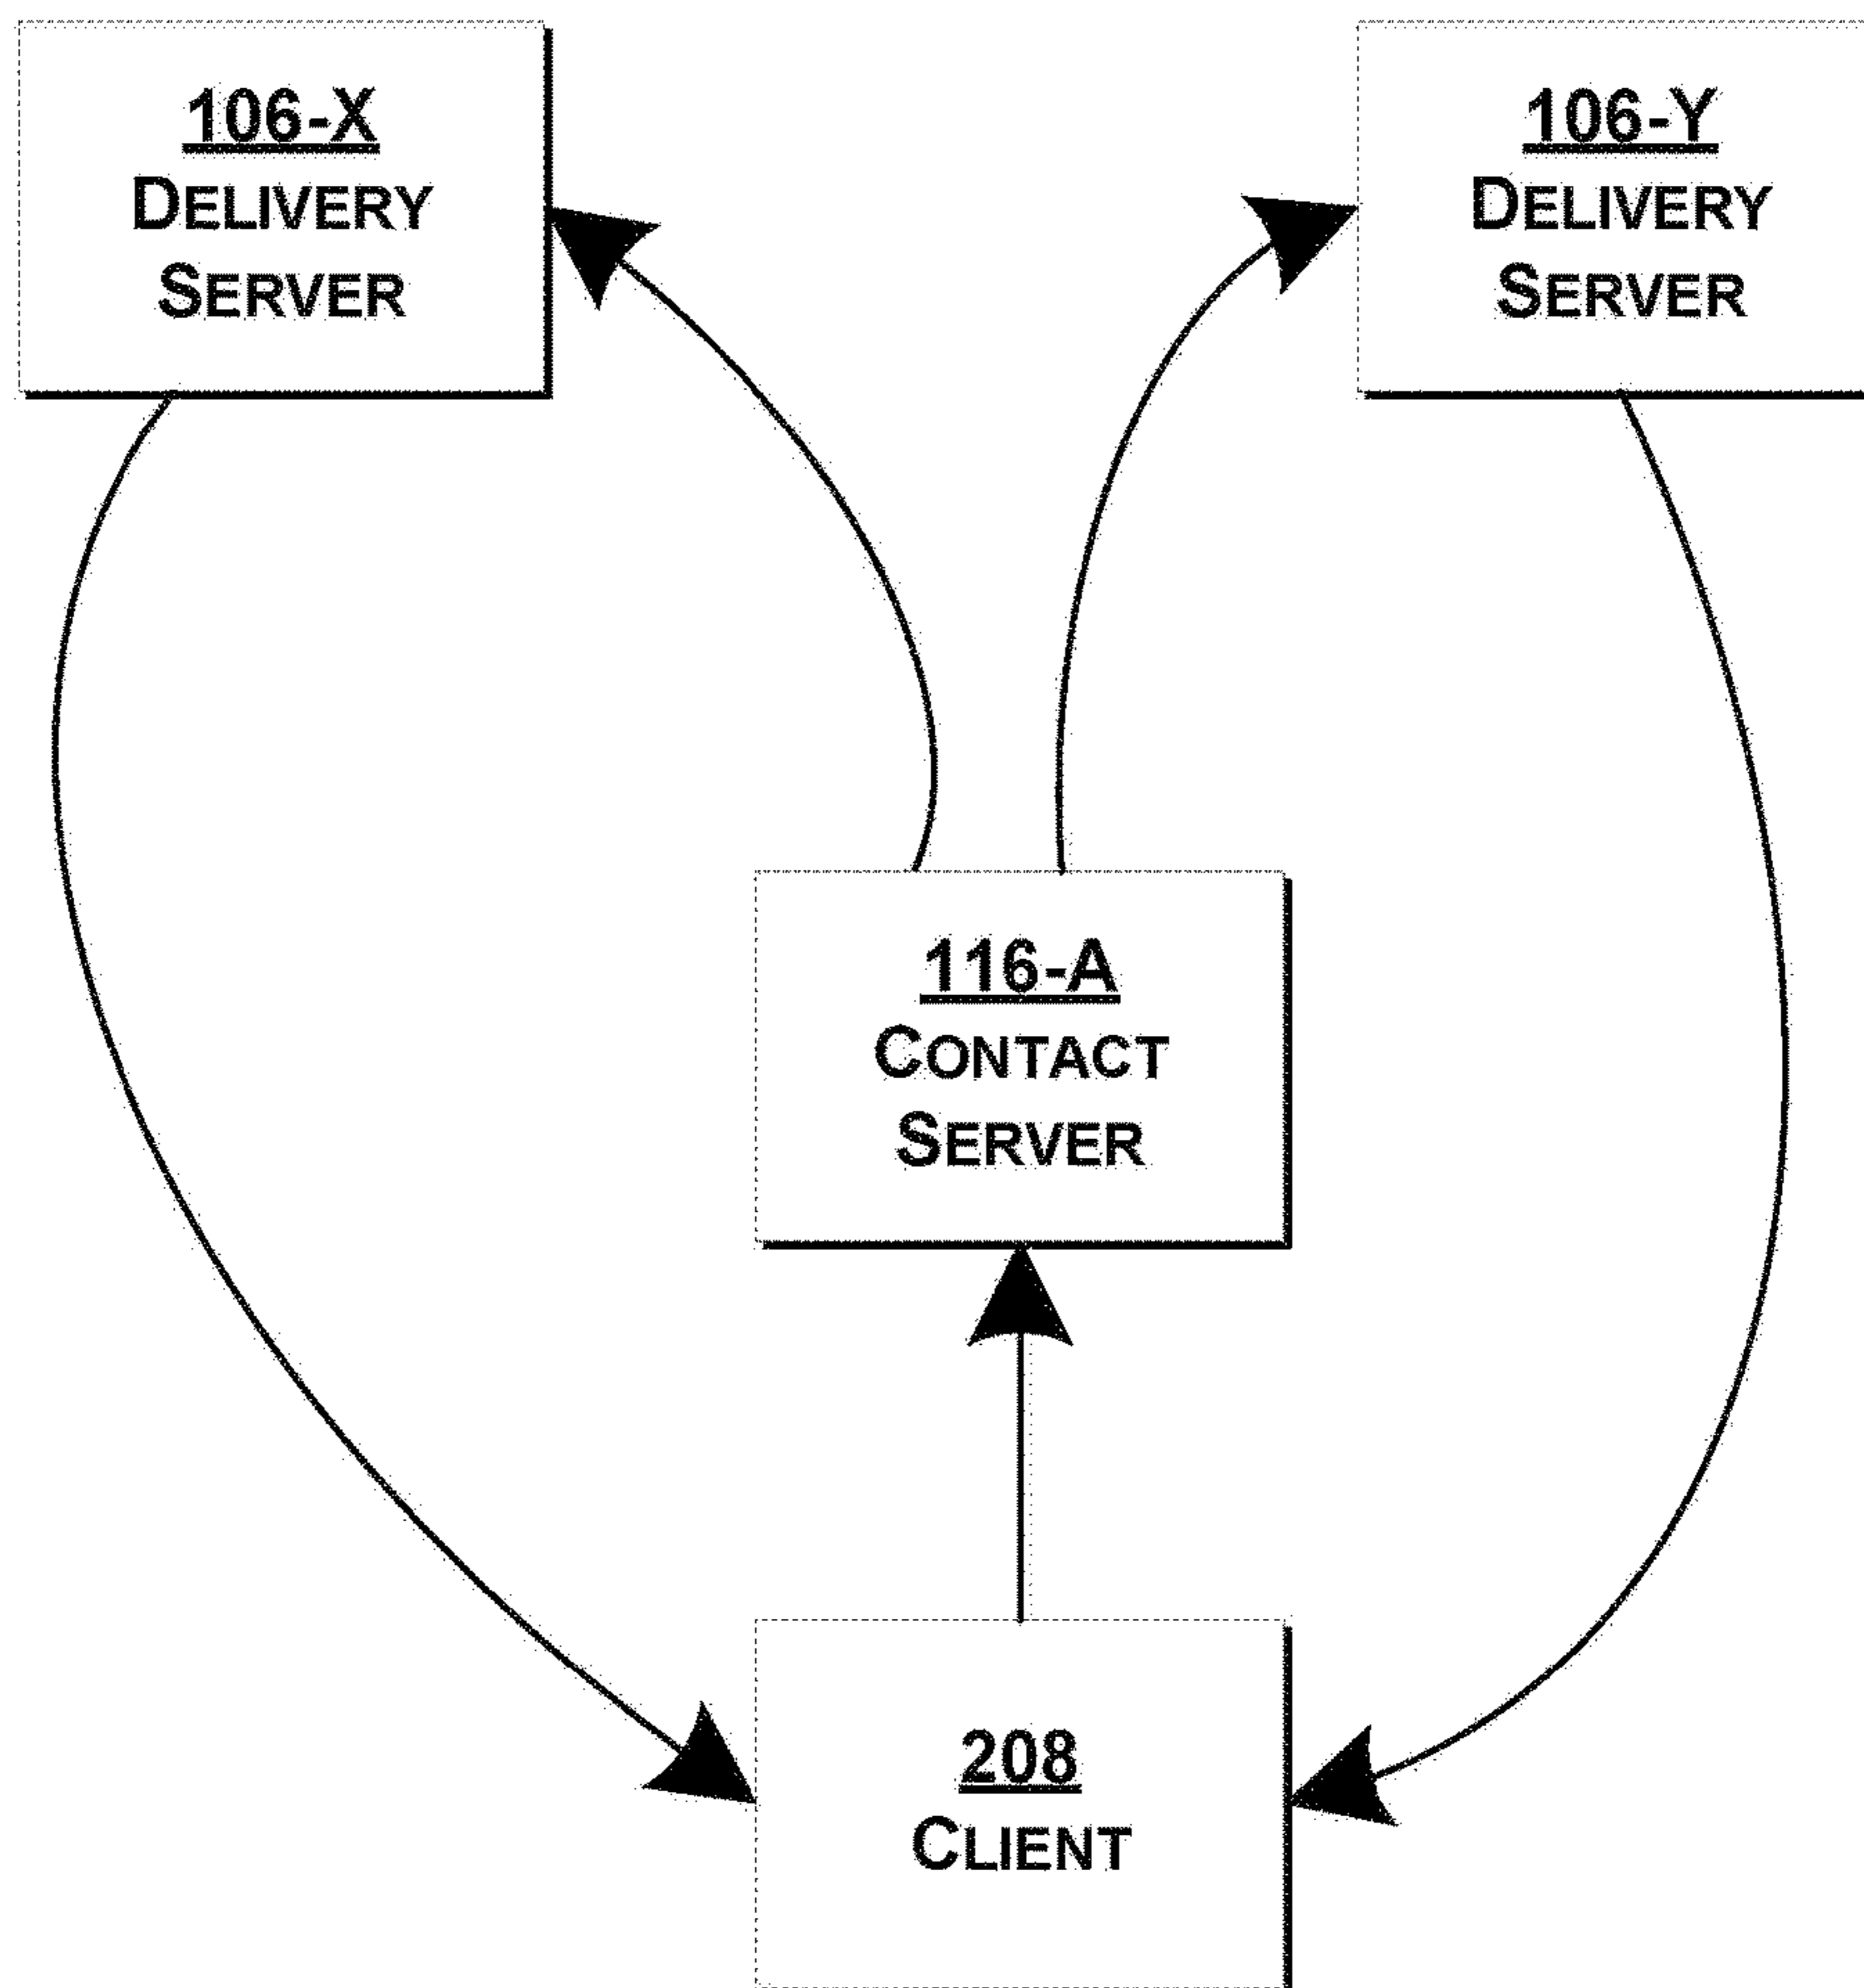 106-X
DELIVERY
SERVER
106-Y
DELIVERY
SERVER
116-A
CONTACT
SERVER
208
CLIENT